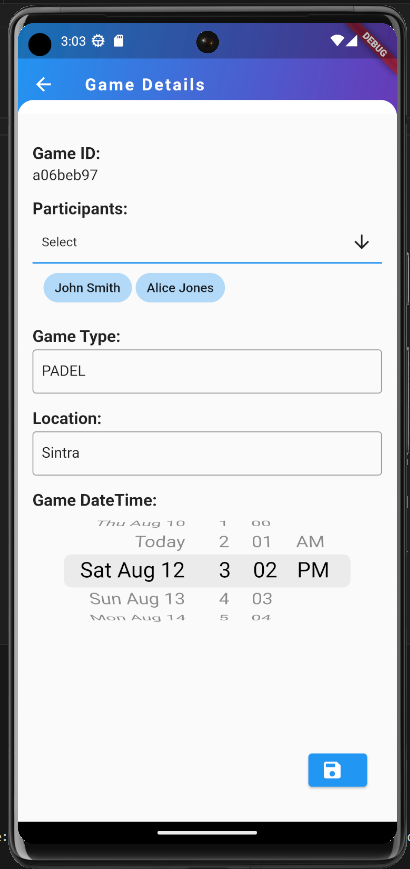 3:03
DEBUG
Game Details
Game ID:
a06beb97
Participants:
Select
John Smith Alice Jones
Game Type:
PADEL
Location:
Sintra
Game DateTime:
Thu Aug 10 1 00
Today 2 01 AM
Sat Aug 12 3 02 PM
Sun Aug 13 4 03
Mon Aug 14 5 04